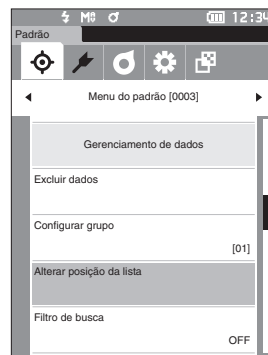 12:34
Padrão
Menu do padrão [0003]
Gerenciamento de dados
Excluir dados
Configurar grupo
[01]
Alterar posição da lista
Filtro de busca
OFF